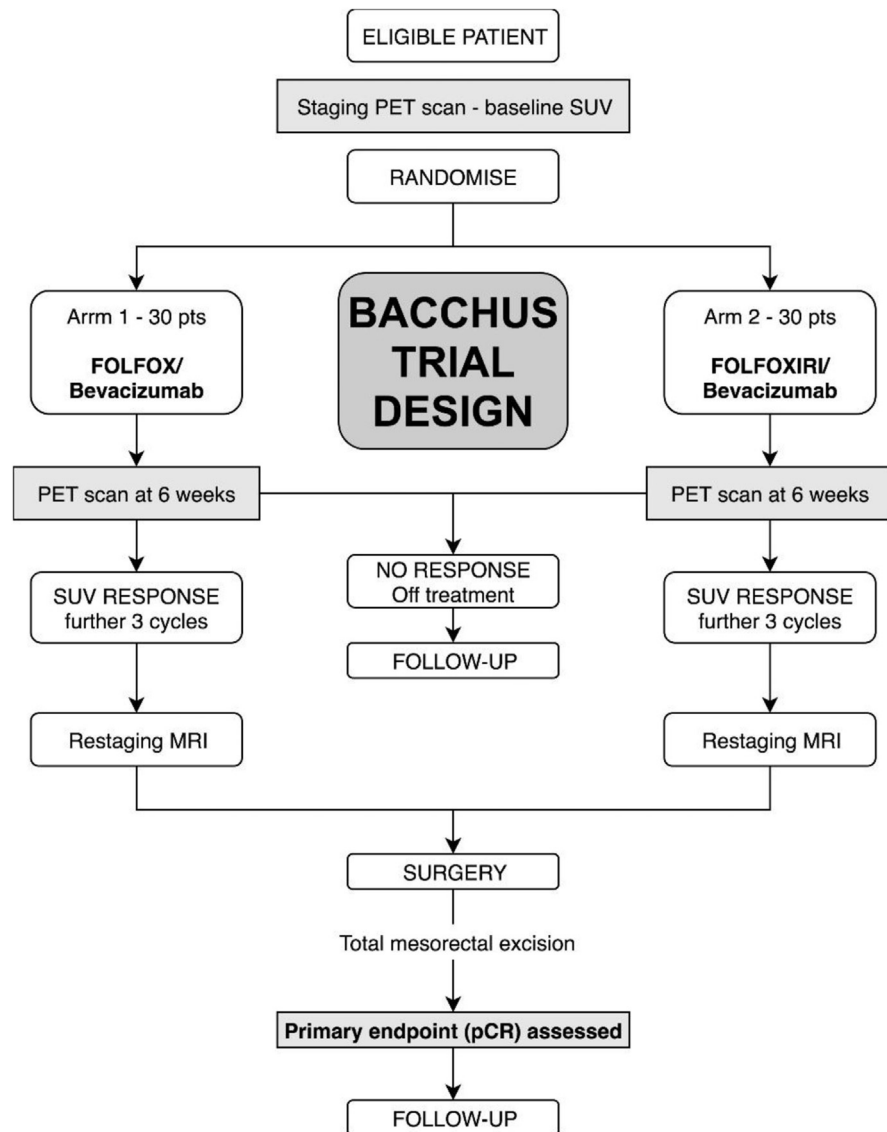 ELIGIBLE PATIENT
Staging PET scan - baseline SUV
RANDOMISE
Arrm 1 - 30 pts
FOLFOX/
Bevacizumab
BACCHUS
TRIAL
DESIGN
Arm 2 - 30 pts
FOLFOXIRI/
Bevacizumab
PET scan at 6 weeks
PET scan at 6 weeks
SUV RESPONSE
further 3 cycles
NO RESPONSE
Off treatment
SUV RESPONSE
further 3 cycles
FOLLOW-UP
Restaging MRI
Restaging MRI
SURGERY
Total mesorectal excision
Primary endpoint (pCR) assessed
FOLLOW-UP